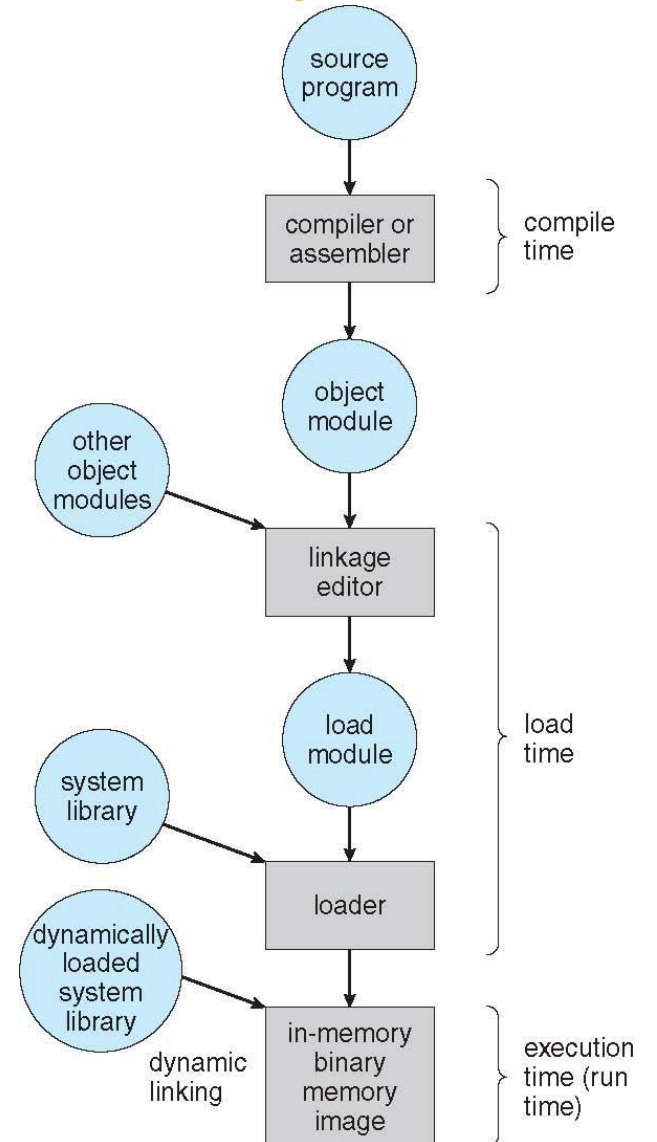 source
program
compiler or
assembler
compile
time
object
module
other
object
modules
linkage
editor
load
module
load
time
system
library
loader
dynamically
loaded
system
library
dynamic
linking
in-memory
binary
memory
image
execution
time (run
time)